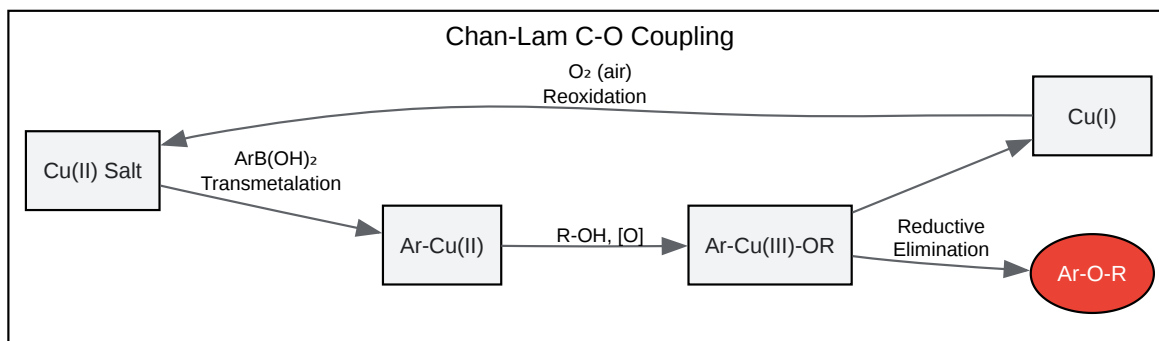 Chan-Lam C-O Coupling
O₂ (air)
Reoxidation
Cu(I)
Cu(II) Salt
ArB(OH)₂
Transmetalation
Ar-Cu(II)
R-OH, [O]
Ar-Cu(III)-OR
Reductive
Elimination
Ar-O-R